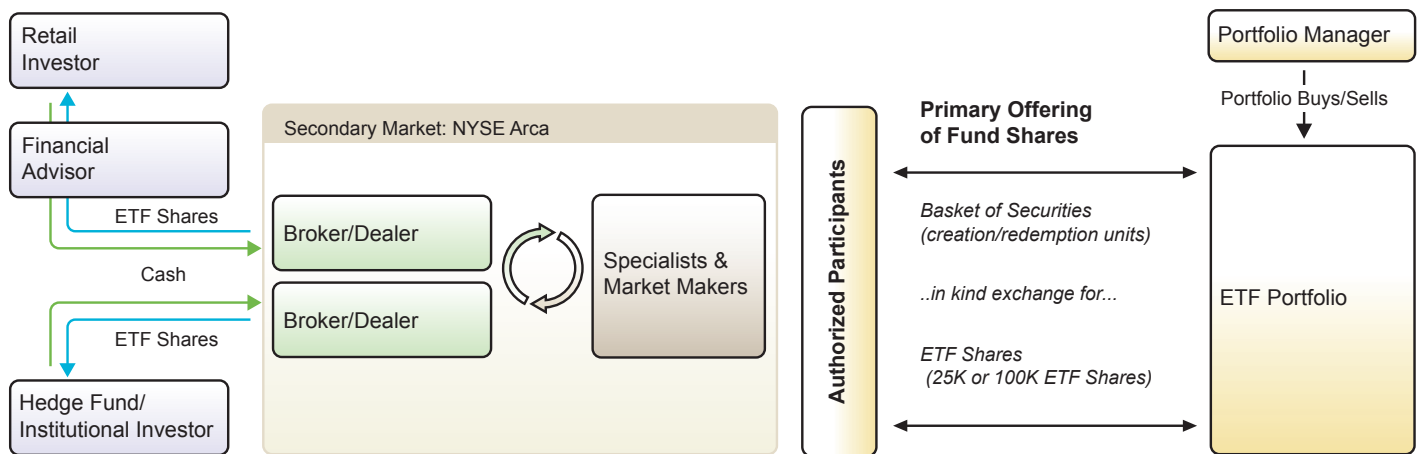 Retail
Investor
Financial
Advisor
ETF Shares
Cash
ETF Shares
Hedge Fund/
Institutional Investor
Secondary Market: NYSE Arca
Broker/Dealer
Broker/Dealer
Specialists &
Market Makers
Authorized Participants
Primary Offering
of Fund Shares
Basket of Securities
(creation/redemption units)
..in kind exchange for...
ETF Shares
(25K or 100K ETF Shares)
Portfolio Manager
Portfolio Buys/Sells
ETF Portfolio